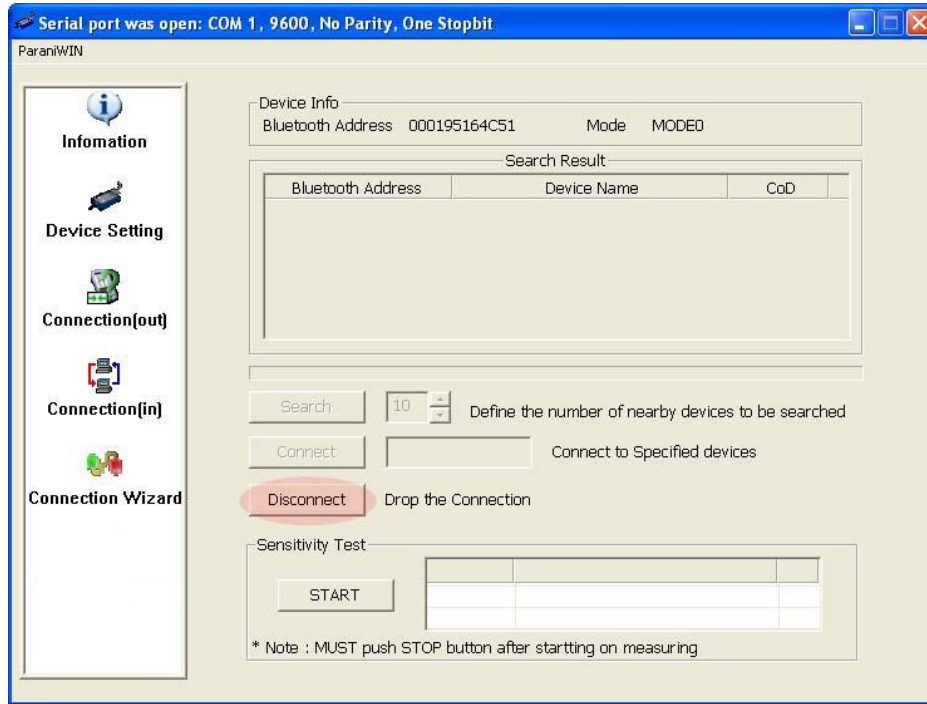 Serial port was open: COM 1, 9600, No Parity, One Stopbit
ParaniWIN
Infomation
Device Setting
Connection(out)
Connection(in)
Connection Wizard
Device Info
Bluetooth Address 000195164C51 Mode MODE0
Search Result
Bluetooth Address Device Name CoD
Search 10 Define the number of nearby devices to be searched
Connect Connect to Specified devices
Disconnect Drop the Connection
Sensitivity Test
START
* Note : MUST push STOP button after startting on measuring